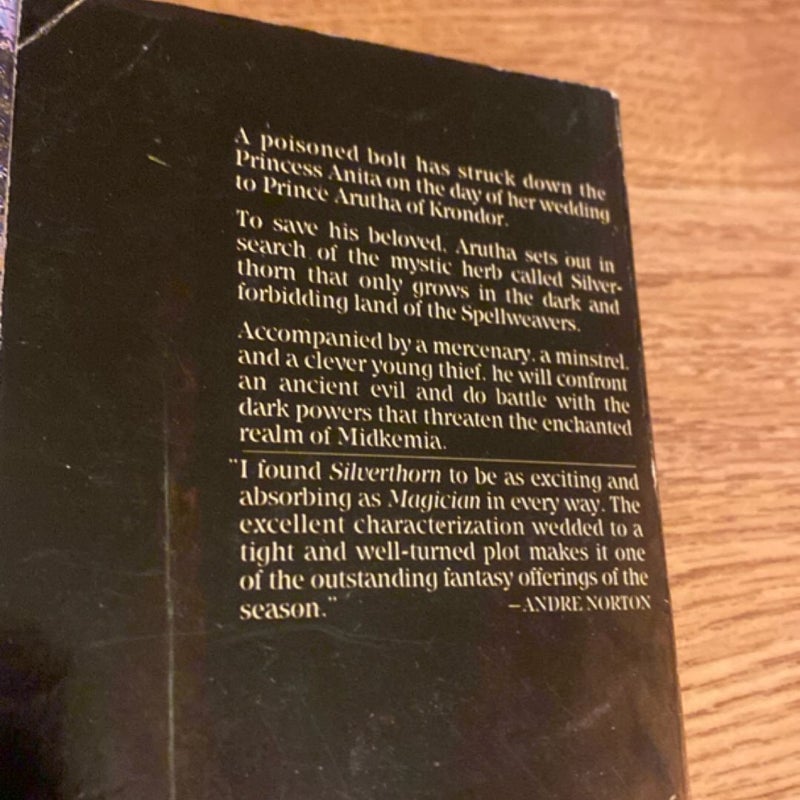 A poisoned bolt has struck down the
Princess Anita on the day of her wedding
to Prince Arutha of Krondor.
To save his beloved, Arutha sets out in
search of the mystic herb called Silver-
thorn that only grows in the dark and
forbidding land of the Spellweavers.
Accompanied by a mercenary, a minstrel,
and a clever young thief, he will confront
an ancient evil and do battle with the
dark powers that threaten the enchanted
realm of Midkemia.
"I found Silverthorn to be as exciting and
absorbing as Magician in every way. The
excellent characterization wedded to a
tight and well-turned plot makes it one
of the outstanding fantasy offerings of the
season."
—ANDRE NORTON